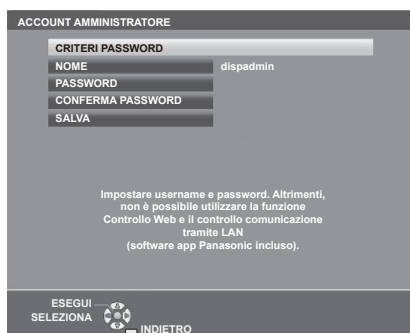 ACCOUNT AMMINISTRATORE
CRITERI PASSWORD
NOME dispadmin
PASSWORD
CONFERMA PASSWORD
SALVA
Impostare username e password. Altrimenti,
non è possibile utilizzare la funzione
Controllo Web e il controllo comunicazione
tramite LAN
(software app Panasonic incluso).
ESEGUI
SELEZIONA
INDIETRO